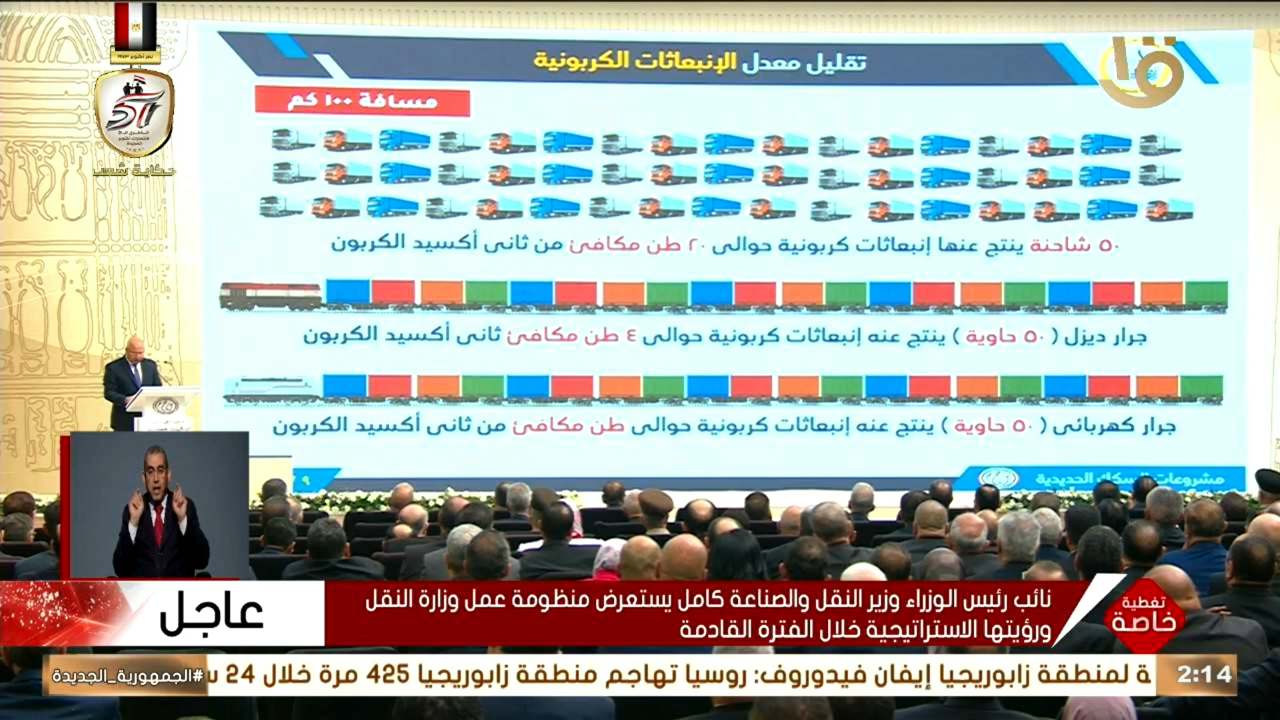 تقليل معدل الإنبعاثات الكربونية
مسافة ١٠٠ كم
٥٠ شاحنة ينتج عنها إنبعاثات كربونية حوالى ٢٠ طن مكافئ من ثانى أكسيد الكربون
جرار ديزل ( ٥٠ حاوية ) ينتج عنه إنبعاثات كربونية حوالى ٤ طن مكافئ ثانى أكسيد الكربون
جرار كهربائى ( ٥٠ حاوية ) ينتج عنه إنبعاثات كربونية حوالى طن مكافئ من ثانى أكسيد الكربون
مشروعات السكك الحديدية
حكاية شعب
تغطية
خاصة
نائب رئيس الوزراء وزير النقل والصناعة كامل يستعرض منظومة عمل وزارة النقل
ورؤيتها الاستراتيجية خلال الفترة القادمة
عاجل
2:14
ة لمنطقة زابوريجيا إيفان فيدوروف: روسيا تهاجم منطقة زابوريجيا 425 مرة خلال 24 س
#الجمهورية_الجديدة